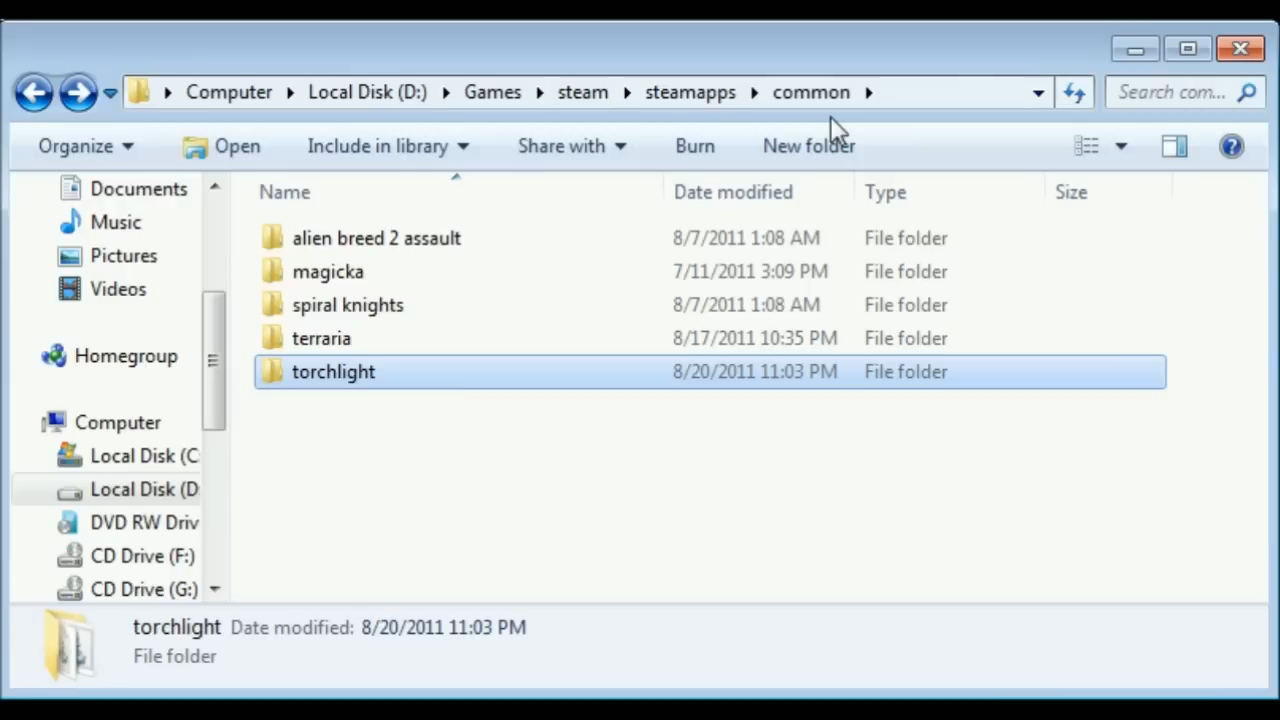 Computer Local Disk (D:) Games steam steamapps common Search com...
Organize Open Include in library Share with Burn New folder
Documents
Music
Pictures
Videos
Homegroup
Computer
Local Disk (C
Local Disk (D
DVD RW Driv
CD Drive (F:)
CD Drive (G:)
Name Date modified Type Size
alien breed 2 assault 8/7/2011 1:08 AM File folder
magicka 7/11/2011 3:09 PM File folder
spiral knights 8/7/2011 1:08 AM File folder
terraria 8/17/2011 10:35 PM File folder
torchlight 8/20/2011 11:03 PM File folder
torchlight Date modified: 8/20/2011 11:03 PM
File folder